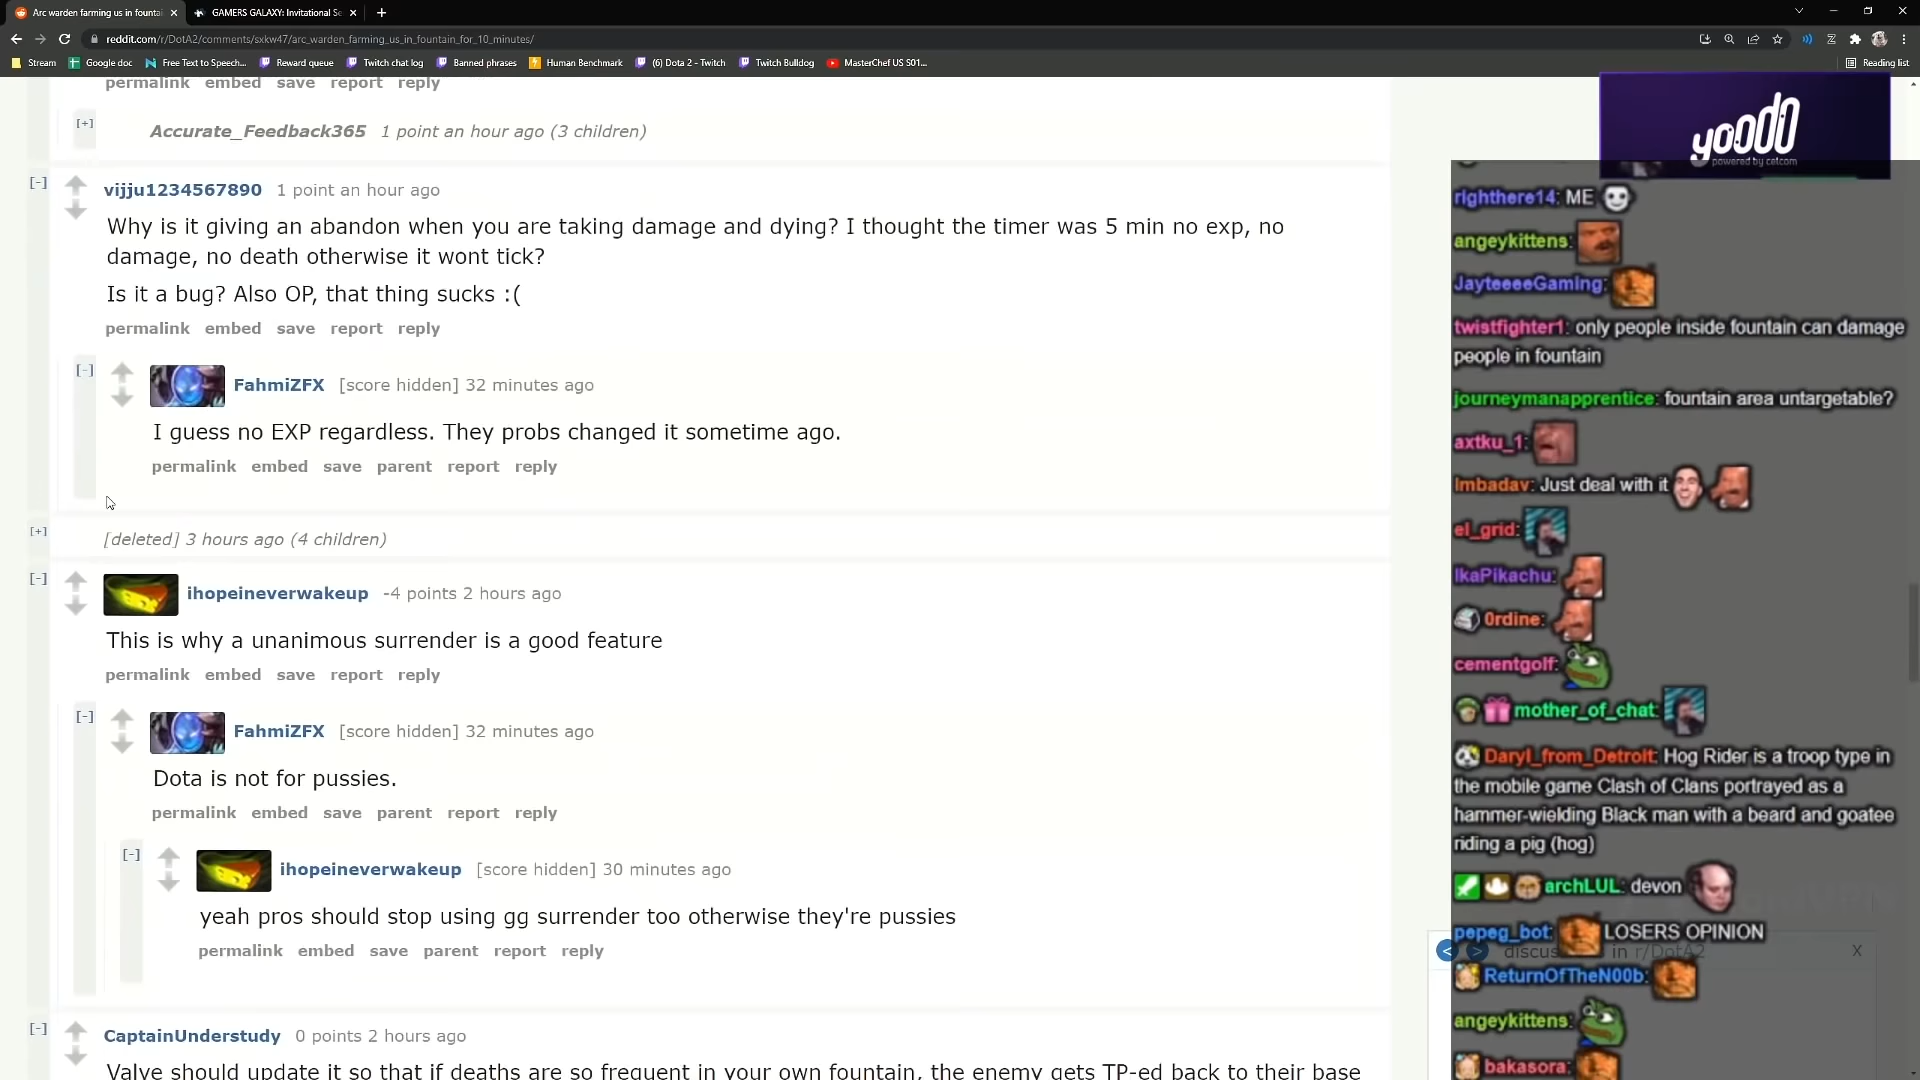 Arc warden farming us in fountai
GAMERS GALAXY: Invitational Se
reddit.com/r/DotA2/comments/sxkw47/arc_warden_farming_us_in_fountain_for_10_minutes/
Stream
Google doc
Free Text to Speech...
Reward queue
Twitch chat log
Banned phrases
Human Benchmark
(6) Dota 2 - Twitch
Twitch Bulldog
MasterChef US S01...
Reading list
permalink embed save report reply
[+] Accurate_Feedback365 1 point an hour ago (3 children)
[-] vijju1234567890 1 point an hour ago
Why is it giving an abandon when you are taking damage and dying? I thought the timer was 5 min no exp, no
damage, no death otherwise it wont tick?
Is it a bug? Also OP, that thing sucks :(
permalink embed save report reply
[-] FahmiZFX [score hidden] 32 minutes ago
I guess no EXP regardless. They probs changed it sometime ago.
permalink embed save parent report reply
[+] [deleted] 3 hours ago (4 children)
[-] ihopeineverwakeup -4 points 2 hours ago
This is why a unanimous surrender is a good feature
permalink embed save report reply
[-] FahmiZFX [score hidden] 32 minutes ago
Dota is not for pussies.
permalink embed save parent report reply
[-] ihopeineverwakeup [score hidden] 30 minutes ago
yeah pros should stop using gg surrender too otherwise they're pussies
permalink embed save parent report reply
[-] CaptainUnderstudy 0 points 2 hours ago
Valve should update it so that if deaths are so frequent in your own fountain, the enemy gets TP-ed back to their base
yoodo
powered by celcom
righthere14: ME
angeykittens:
JayteeeeGaming:
twistfighter1: only people inside fountain can damage
people in fountain
journeymanapprentice: fountain area untargetable?
axtku_1:
Imbadav: Just deal with it
el_grid:
IkaPikachu:
0rdine:
cementgolf:
mother_of_chat:
Daryl_from_Detroit: Hog Rider is a troop type in
the mobile game Clash of Clans portrayed as a
hammer-wielding Black man with a beard and goatee
riding a pig (hog)
archLUL: devon
pepeg_bot: LOSERS OPINION
< > discus in r/DotA2 X
ReturnOfTheN00b:
angeykittens:
bakasora: